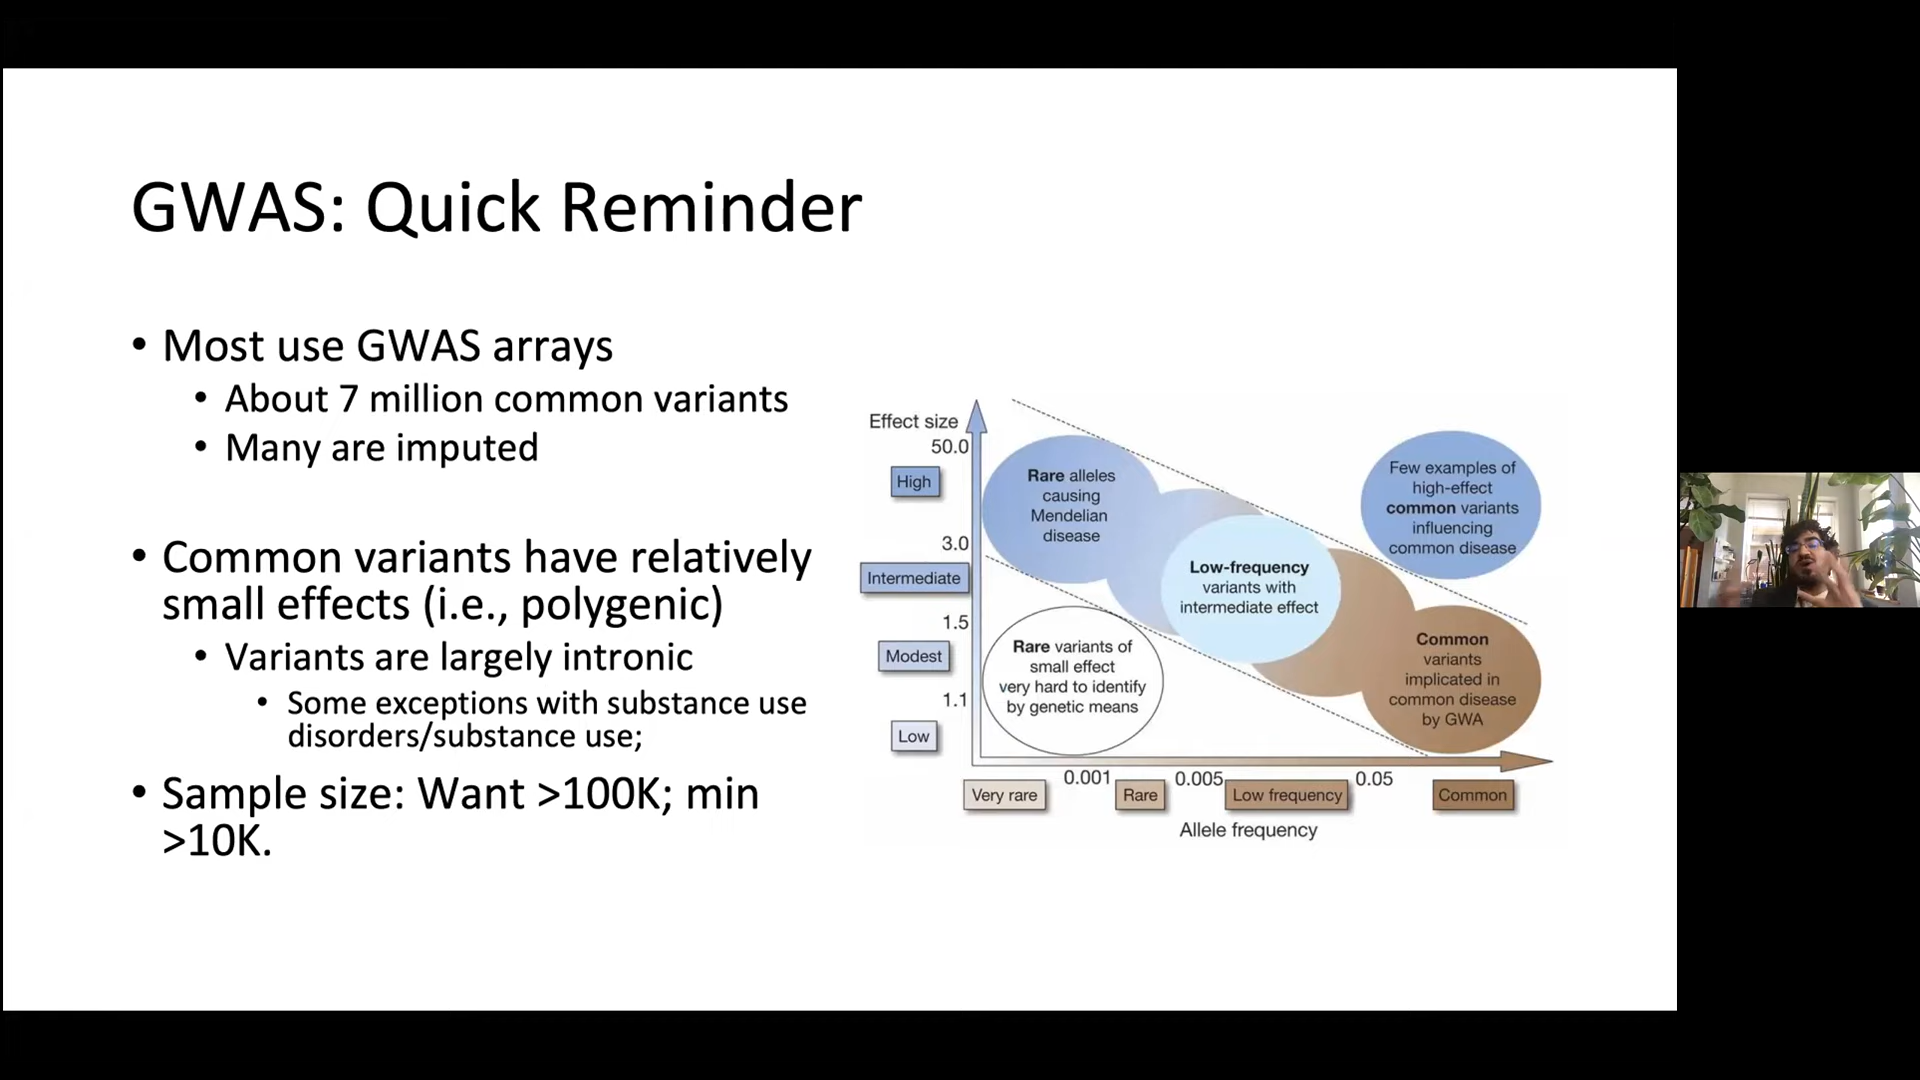 GWAS: Quick Reminder
• Most use GWAS arrays
• About 7 million common variants
• Many are imputed
• Common variants have relatively
small effects (i.e., polygenic)
• Variants are largely intronic
• Some exceptions with substance use
disorders/substance use;
• Sample size: Want >100K; min
>10K.
Effect size
50.0
High
3.0
Intermediate
1.5
Modest
1.1
Low
Rare alleles
causing
Mendelian
disease
Low-frequency
variants with
intermediate effect
Few examples of
high-effect
common variants
influencing
common disease
Rare variants of
small effect
very hard to identify
by genetic means
Common
variants
implicated in
common disease
by GWA
0.001
0.005
0.05
Very rare
Rare
Low frequency
Common
Allele frequency